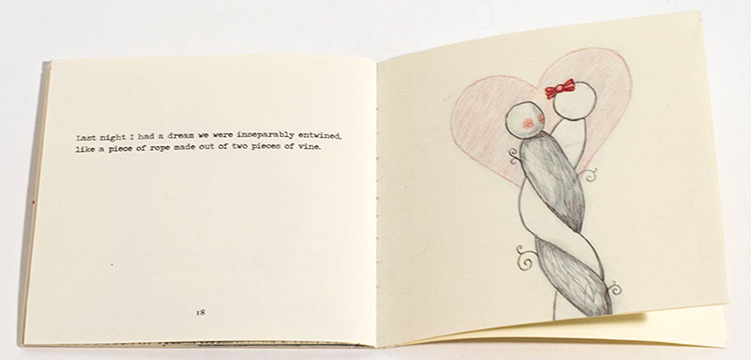 Last night I had a dream we were inseparably entwined,
like a piece of rope made out of two pieces of vine.
18